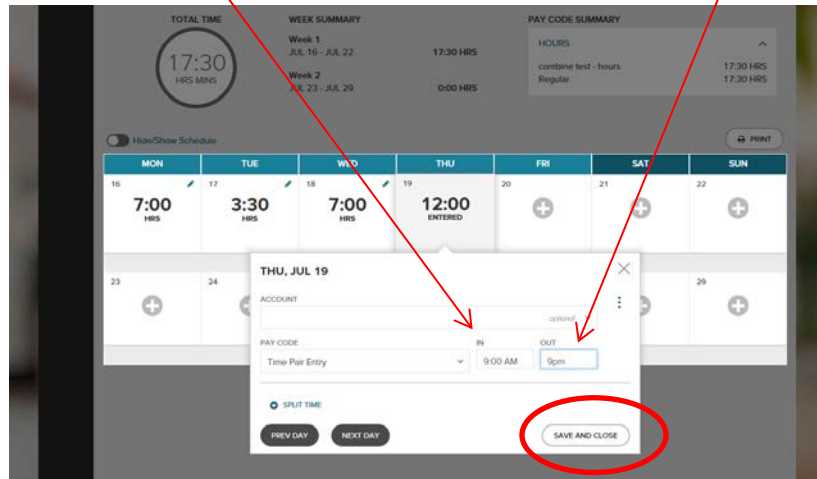 TOTAL TIME
17:30
HRS MINS
WEEK SUMMARY
Week 1
JUL 16 - JUL 22 17:30 HRS
Week 2
JUL 23 - JUL 29 0:00 HRS
PAY CODE SUMMARY
HOURS
combine test - hours 17:30 HRS
Regular 17:30 HRS
Hide/Show Schedule
PRINT
MON TUE WED THU FRI SAT SUN
16 17 18 19 20 21 22
7:00 3:30 7:00 12:00
HRS HRS HRS ENTERED
23 24 29
THU, JUL 19
ACCOUNT
optional
PAY CODE IN OUT
Time Pair Entry 9:00 AM 9pm
SPLIT TIME
PREV DAY NEXT DAY SAVE AND CLOSE